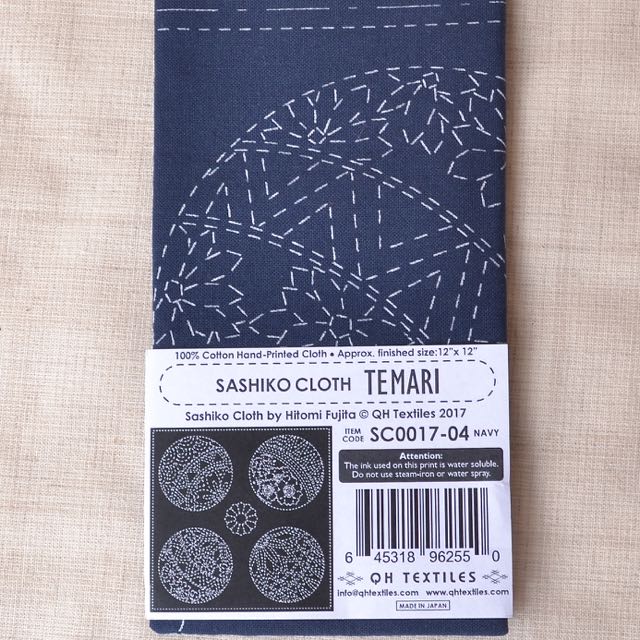 100% Cotton Hand-Printed Cloth • Approx. finished size:12"x 12"
SASHIKO CLOTH TEMARI
Sashiko Cloth by Hitomi Fujita © QH Textiles 2017
ITEM CODE SC0017-04 NAVY
Attention:
The ink used on this print is water soluble.
Do not use steam-iron or water spray.
6 45318 96255 0
QH TEXTILES
info@qhtextiles.com www.qhtextiles.com
MADE IN JAPAN